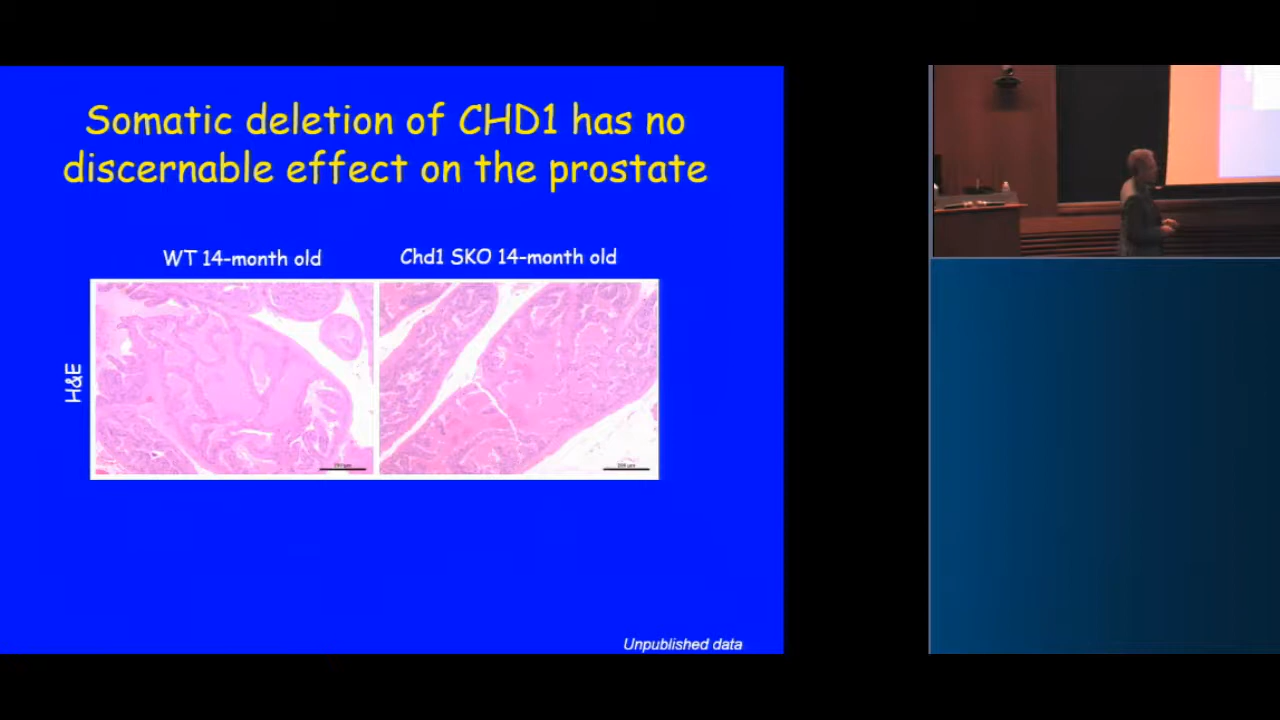 Somatic deletion of CHD1 has no
discernable effect on the prostate
WT 14-month old
Chd1 SKO 14-month old
H&E
Unpublished data